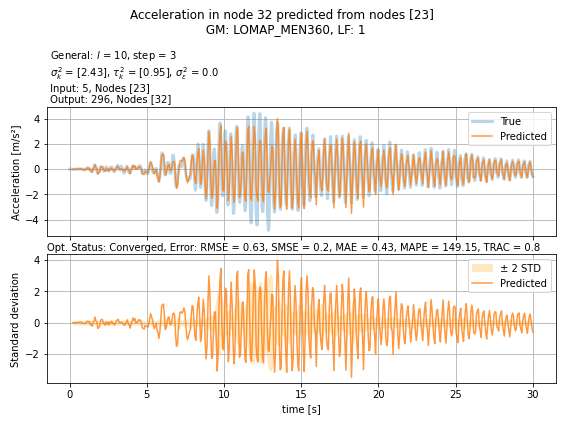 Acceleration in node 32 predicted from nodes [23]
GM: LOMAP_MEN360, LF: 1
General: l = 10, step = 3
σ²ₖ = [2.43], τ²ₖ = [0.95], σ²ₑ = 0.0
Input: 5, Nodes [23]
Output: 296, Nodes [32]
Acceleration [m/s²]
4
2
0
−2
−4
True
Predicted
Opt. Status: Converged, Error: RMSE = 0.63, SMSE = 0.2, MAE = 0.43, MAPE = 149.15, TRAC = 0.8
Standard deviation
4
2
0
−2
± 2 STD
Predicted
0 5 10 15 20 25 30
time [s]